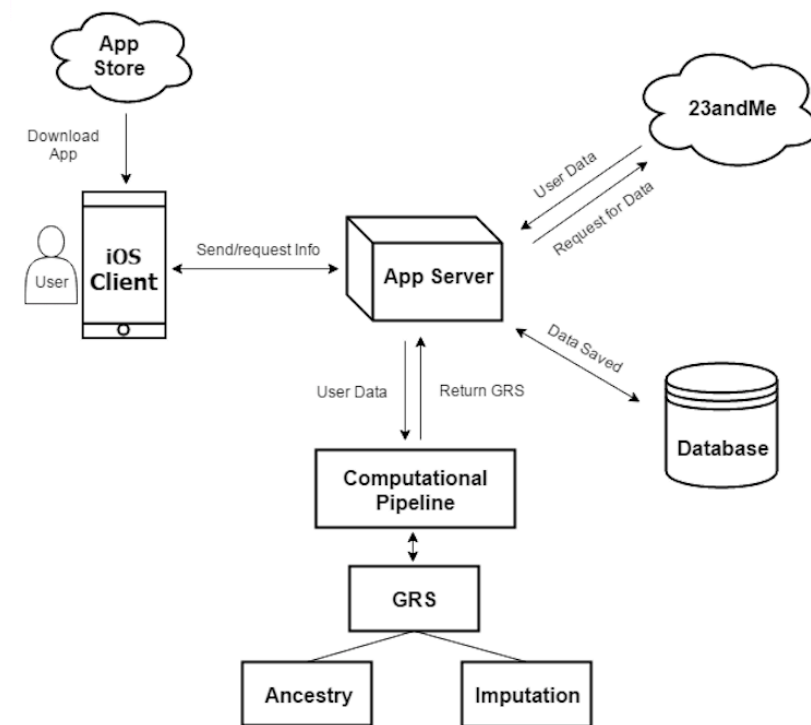 App
Store
Download
App
23andMe
User Data
Request for Data
iOS
Client
User
Send/request Info
App Server
Data Saved
User Data
Return GRS
Database
Computational
Pipeline
GRS
Ancestry
Imputation